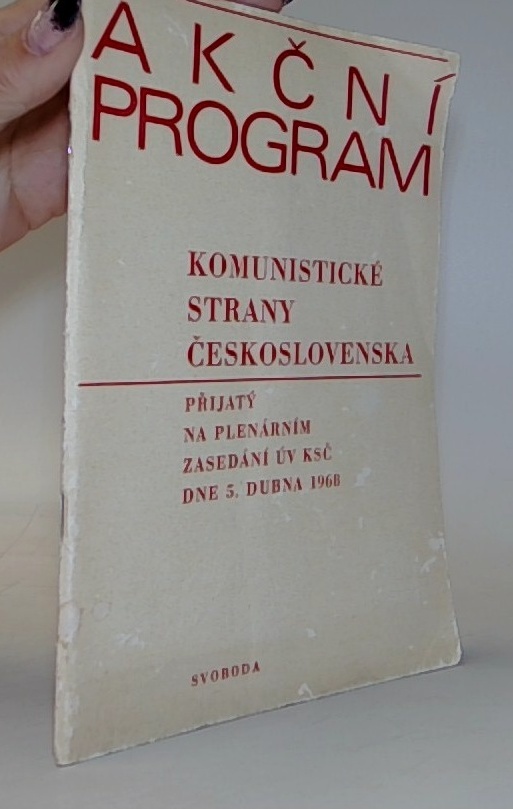 AKČNÍ
PROGRAM
KOMUNISTICKÉ
STRANY
ČESKOSLOVENSKA
PŘIJATÝ
NA PLENÁRNÍM
ZASEDÁNÍ ÚV KSČ
DNE 5. DUBNA 1968
SVOBODA